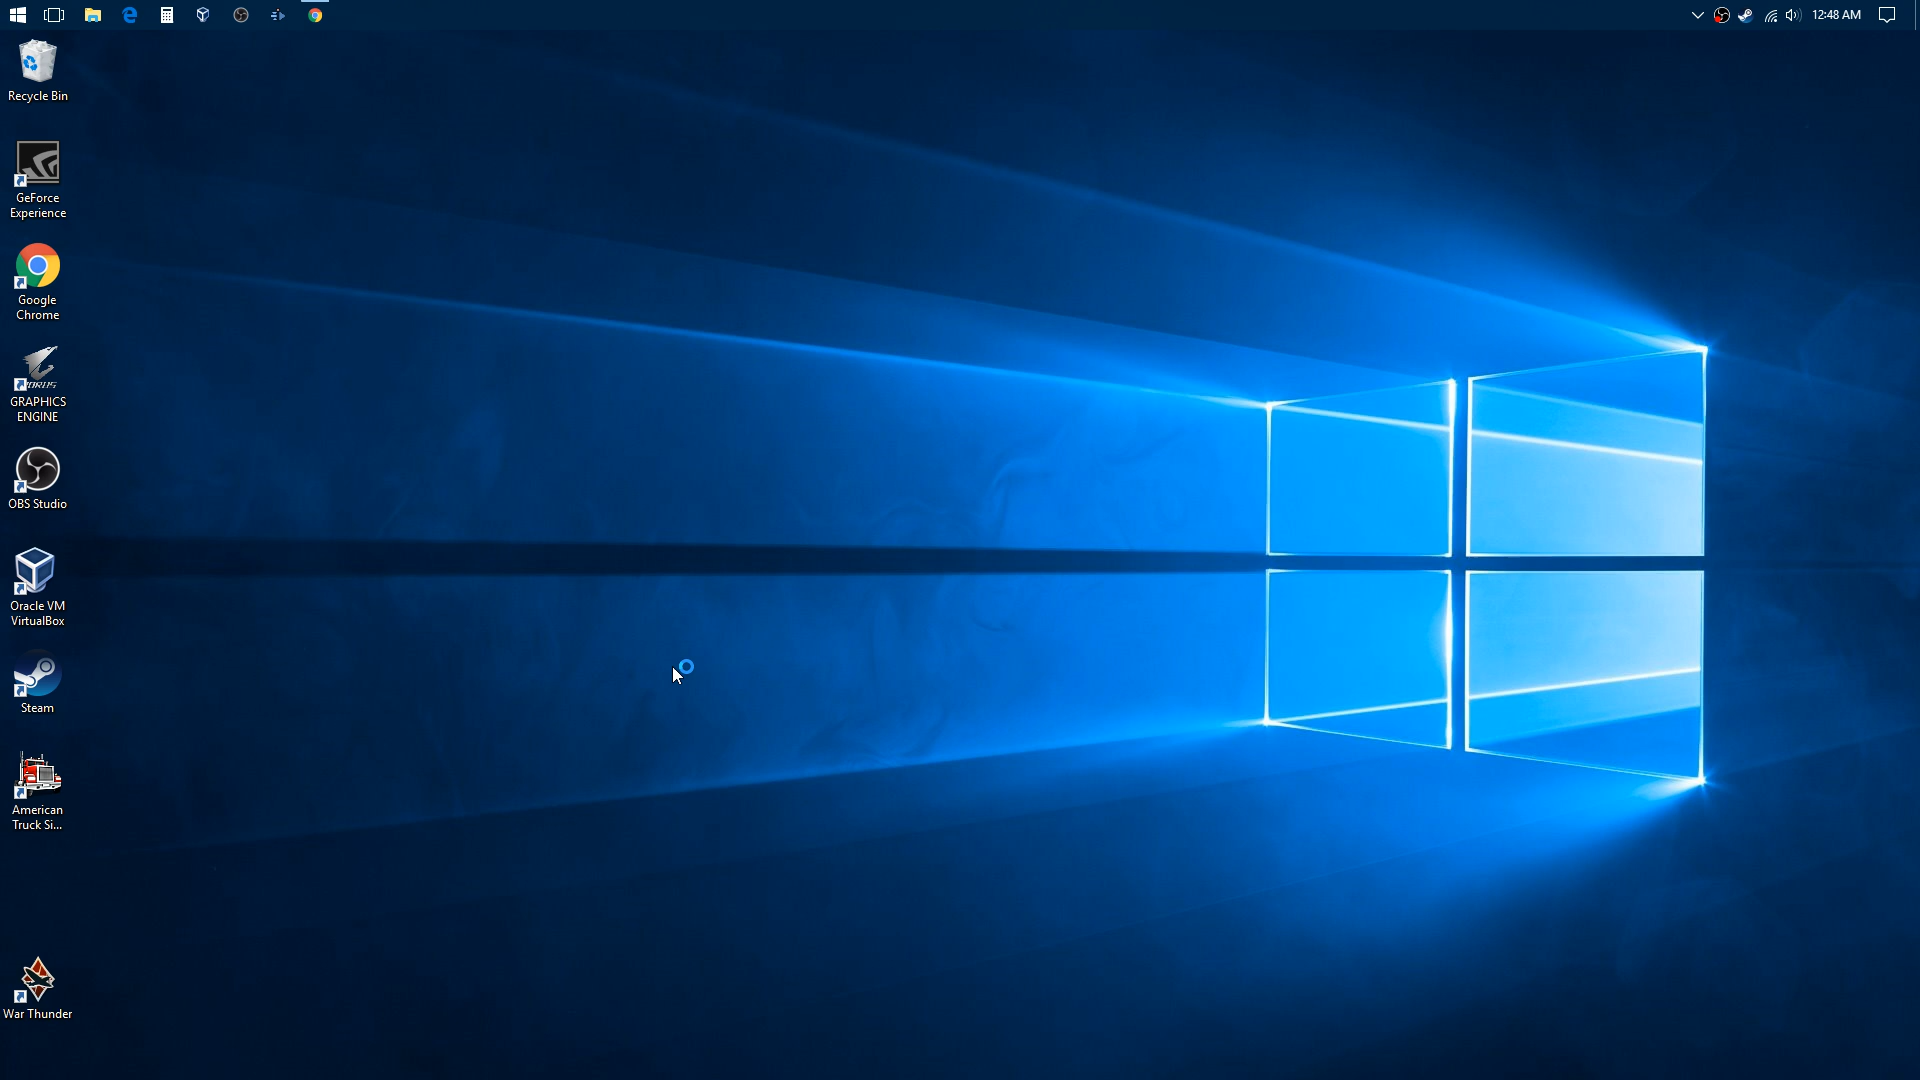 12:48 AM
Recycle Bin
GeForce
Experience
Google
Chrome
AORUS
GRAPHICS
ENGINE
OBS Studio
Oracle VM
VirtualBox
Steam
American
Truck Si...
War Thunder